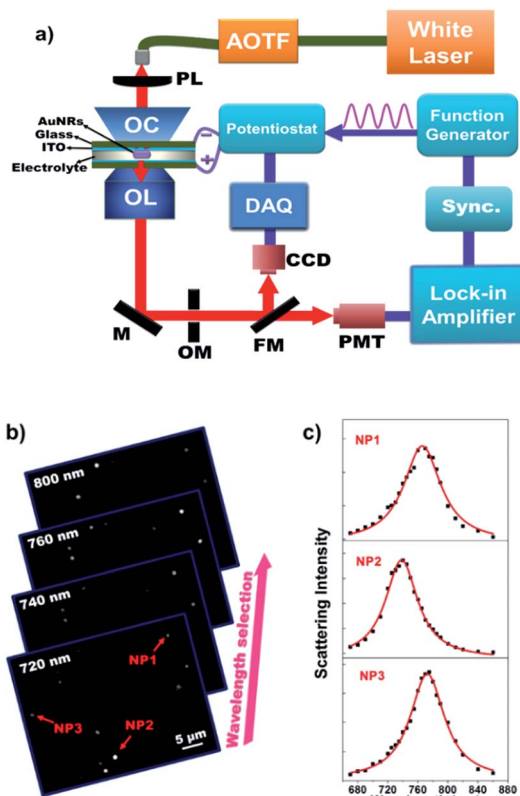 a)
AOTF
White
Laser
PL
OC
AuNRs
Glass
ITO
Electrolyte
OL
−
+
Potentiostat
Function
Generator
DAQ
Sync.
CCD
Lock-in
Amplifier
M
OM
FM
PMT
b)
800 nm
760 nm
740 nm
720 nm
NP1
NP3
NP2
5 µm
Wavelength selection
c)
NP1
NP2
NP3
Scattering Intensity
680 720 760 800 840 880